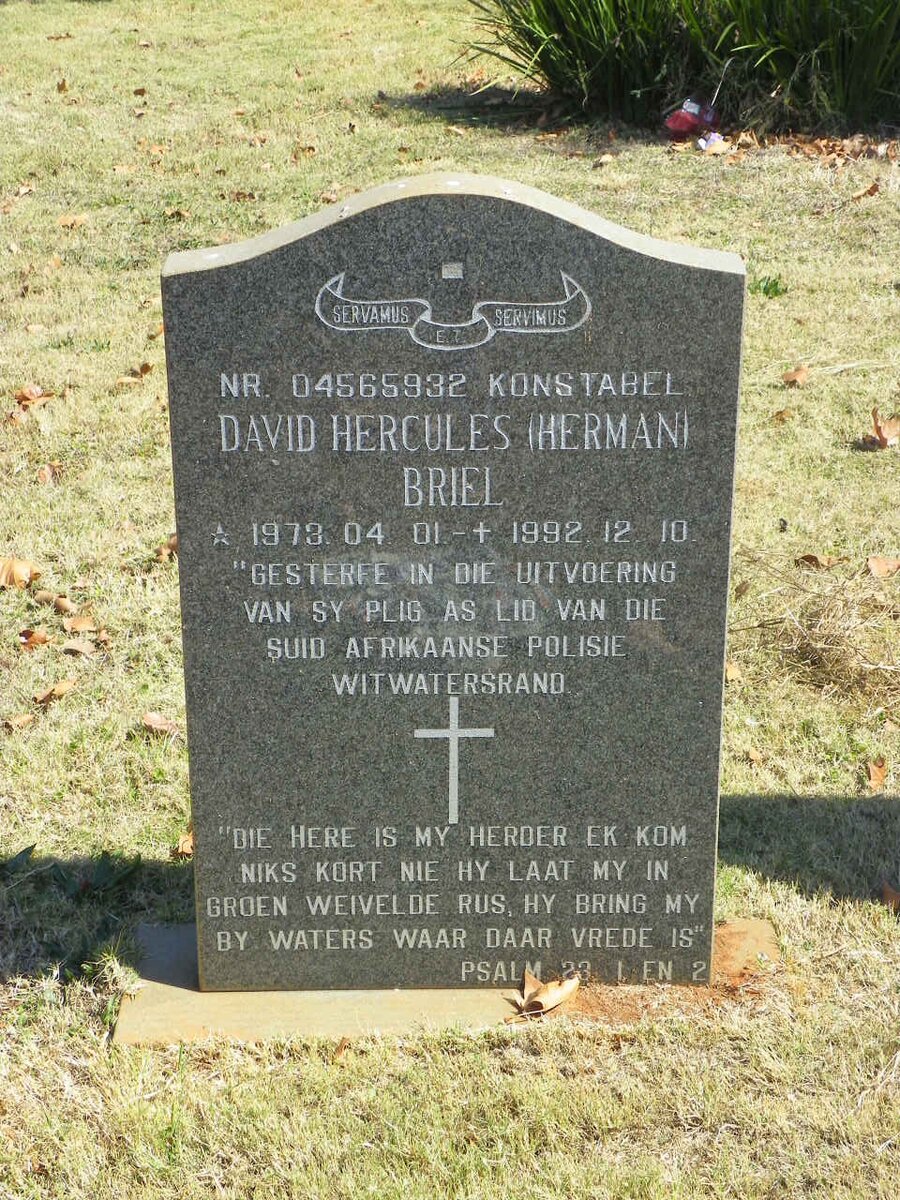 SERVAMUS ET SERVIMUS
NR. 04565932 KONSTABEL
DAVID HERCULES (HERMAN)
BRIEL
☆ 1973. 04 01.-✝ 1992. 12. 10.
"GESTERFE IN DIE UITVOERING
VAN SY PLIG AS LID VAN DIE
SUID AFRIKAANSE POLISIE
WITWATERSRAND.
"DIE HERE IS MY HERDER EK KOM
NIKS KORT NIE HY LAAT MY IN
GROEN WEIVELDE RUS, HY BRING MY
BY WATERS WAAR DAAR VREDE IS"
PSALM 23 1 EN 2